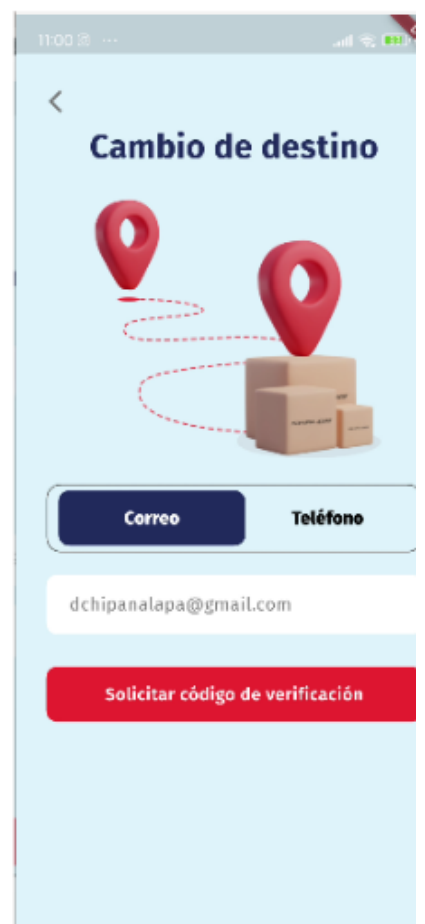 11:00
Cambio de destino
Correo
Teléfono
dchipanalapa@gmail.com
Solicitar código de verificación